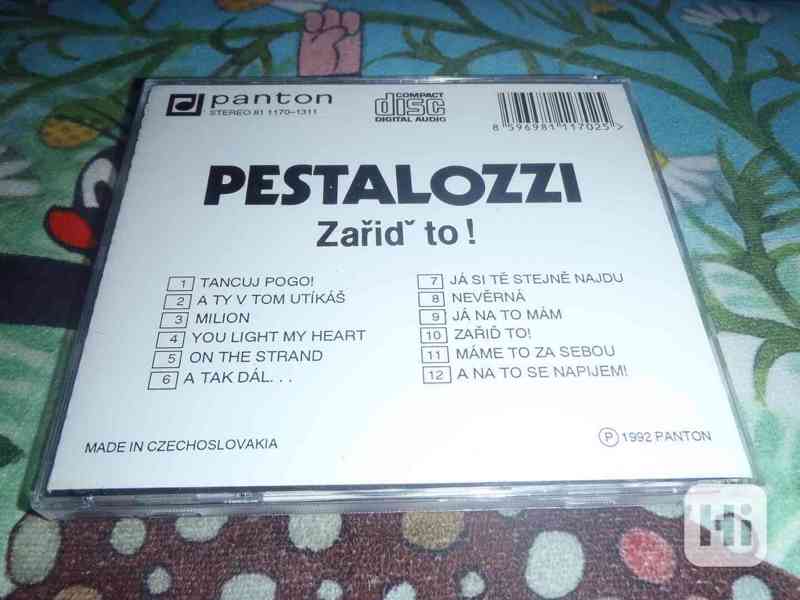 panton
STEREO 81 1170-1311
COMPACT
disc
DIGITAL AUDIO
8 596981 117025 >
PESTALOZZI
Zařiď to!
1 TANCUJ POGO!
2 A TY V TOM UTÍKÁŠ
3 MILION
4 YOU LIGHT MY HEART
5 ON THE STRAND
6 A TAK DÁL...
7 JÁ SI TĚ STEJNĚ NAJDU
8 NEVĚRNÁ
9 JÁ NA TO MÁM
10 ZAŘIĎ TO!
11 MÁME TO ZA SEBOU
12 A NA TO SE NAPIJEM!
MADE IN CZECHOSLOVAKIA
Ⓟ 1992 PANTON
Hi